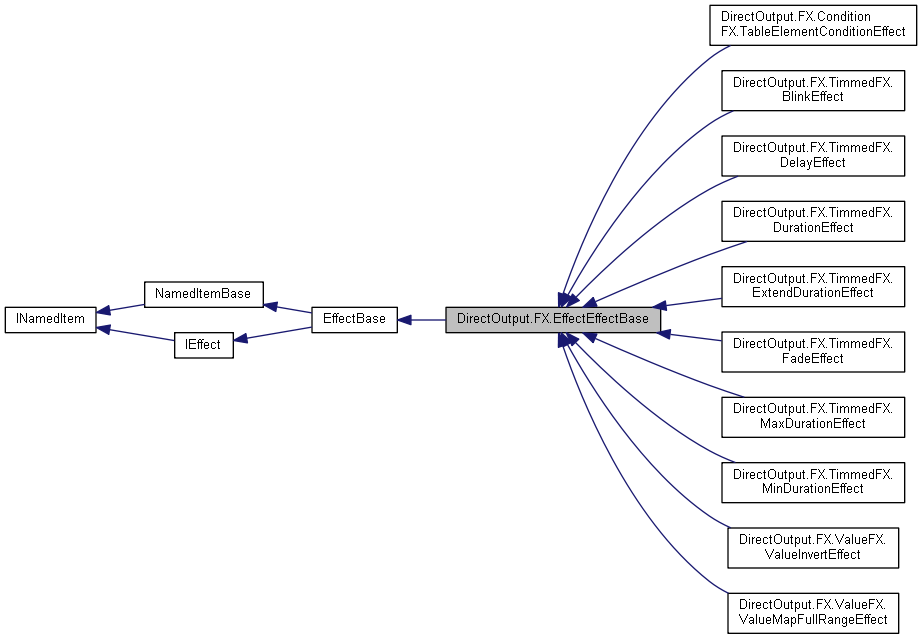 DirectOutput.FX.Condition
FX.TableElementConditionEffect
DirectOutput.FX.TimmedFX.
BlinkEffect
DirectOutput.FX.TimmedFX.
DelayEffect
DirectOutput.FX.TimmedFX.
DurationEffect
DirectOutput.FX.TimmedFX.
ExtendDurationEffect
NamedItemBase
INamedItem
EffectBase
DirectOutput.FX.EffectEffectBase
IEffect
DirectOutput.FX.TimmedFX.
FadeEffect
DirectOutput.FX.TimmedFX.
MaxDurationEffect
DirectOutput.FX.TimmedFX.
MinDurationEffect
DirectOutput.FX.ValueFX.
ValueInvertEffect
DirectOutput.FX.ValueFX.
ValueMapFullRangeEffect